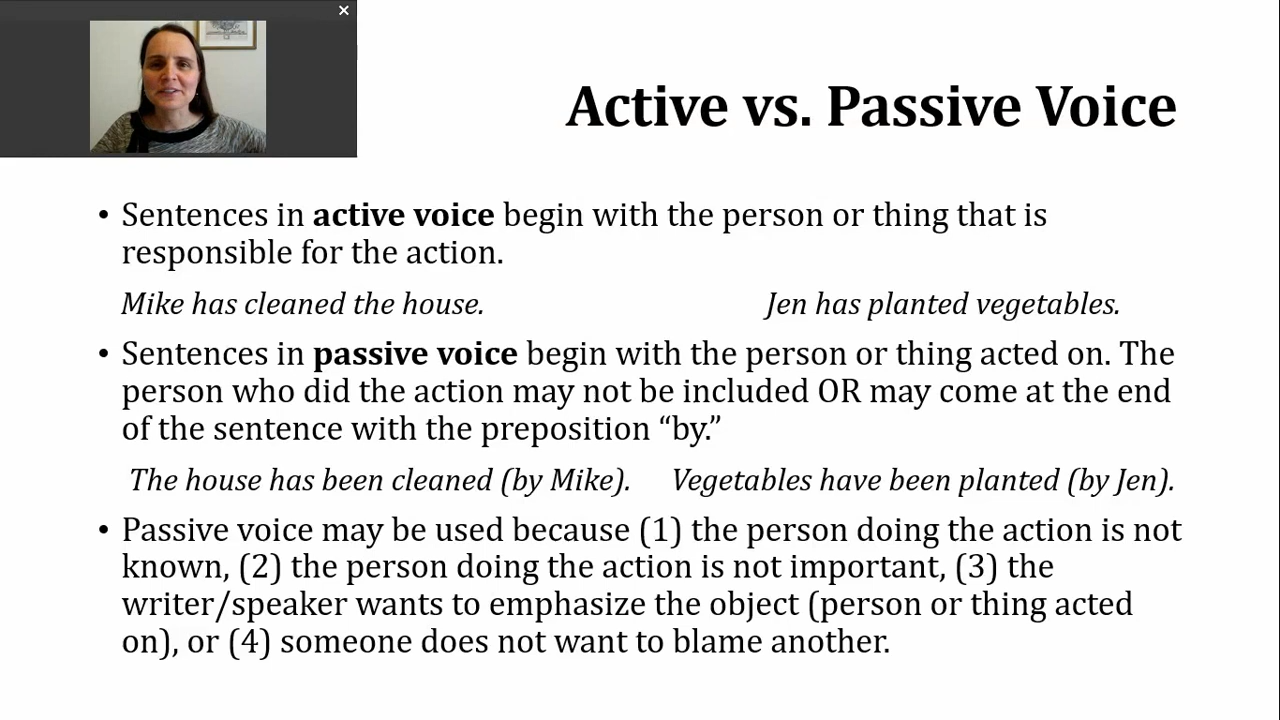 Active vs. Passive Voice
• Sentences in active voice begin with the person or thing that is
responsible for the action.
Mike has cleaned the house. Jen has planted vegetables.
• Sentences in passive voice begin with the person or thing acted on. The
person who did the action may not be included OR may come at the end
of the sentence with the preposition “by.”
The house has been cleaned (by Mike). Vegetables have been planted (by Jen).
• Passive voice may be used because (1) the person doing the action is not
known, (2) the person doing the action is not important, (3) the
writer/speaker wants to emphasize the object (person or thing acted
on), or (4) someone does not want to blame another.